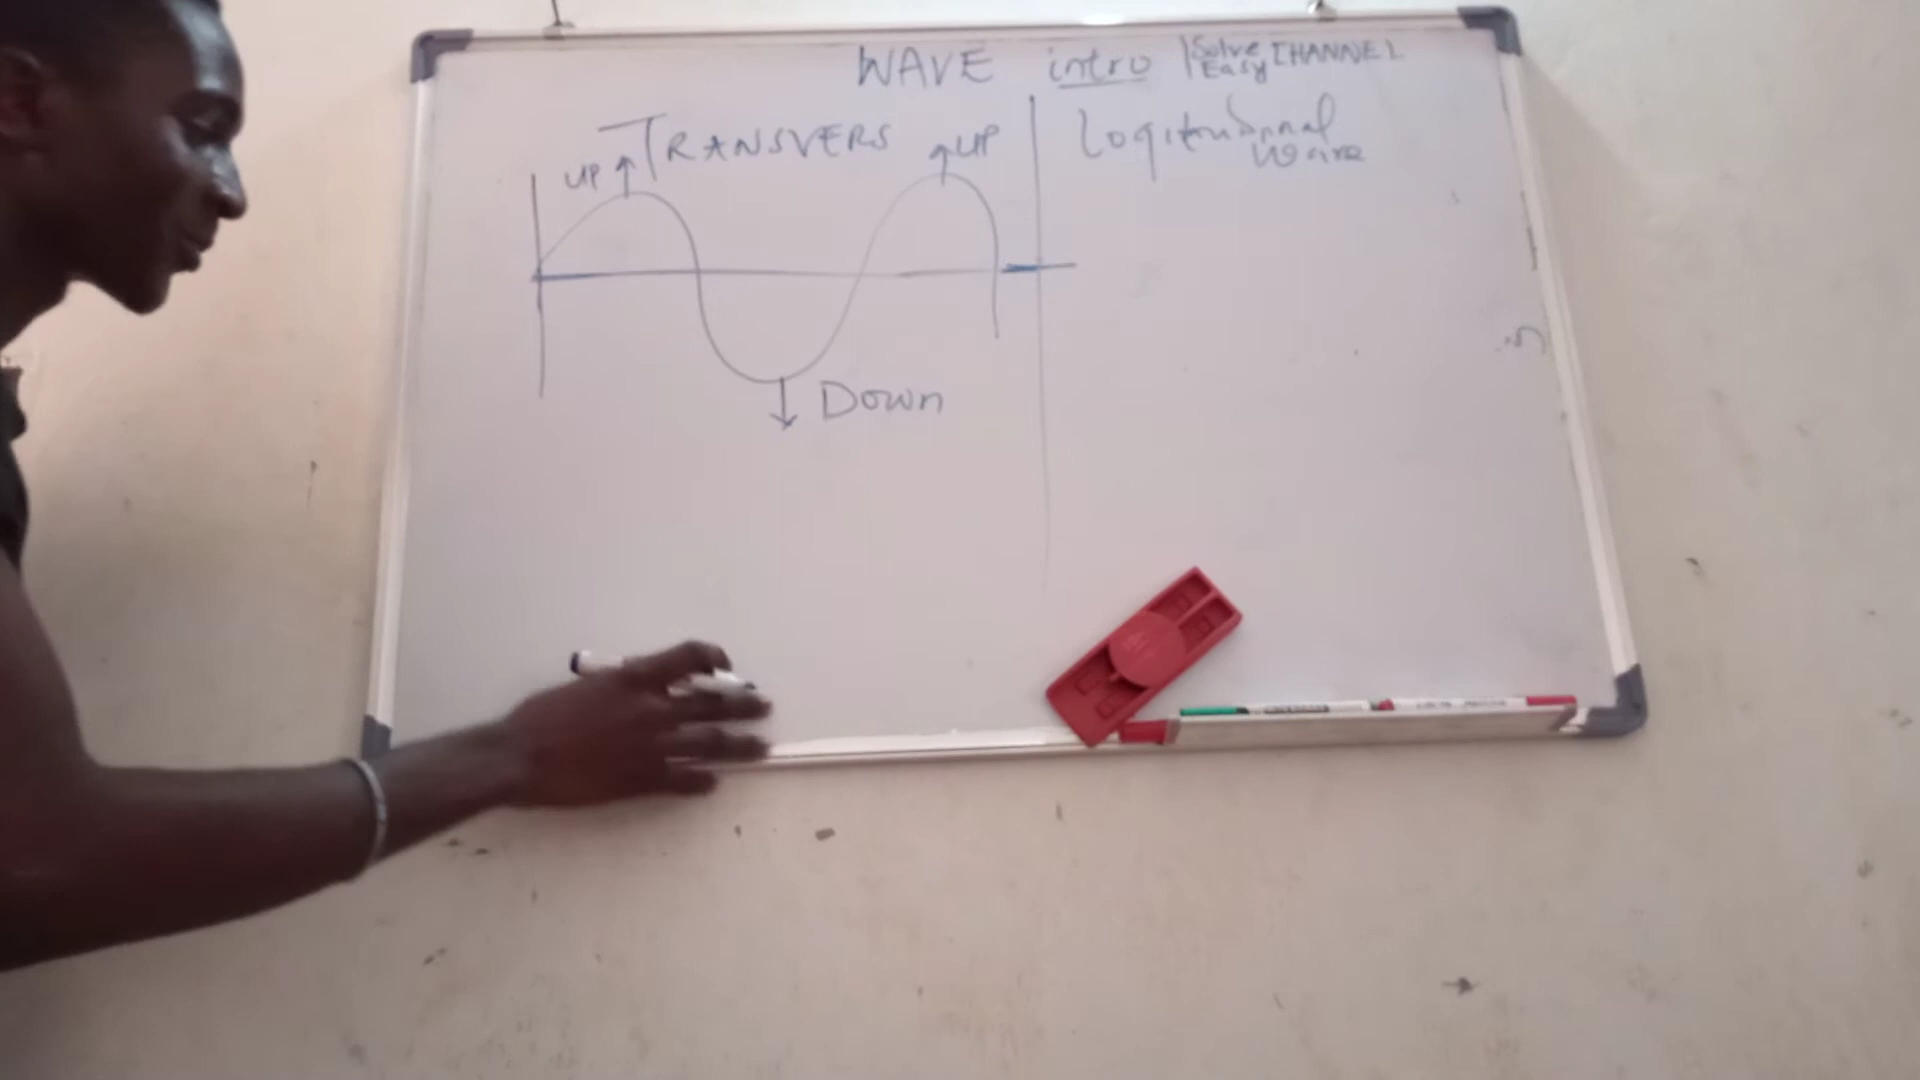 WAVE intro | Solve Easy CHANNEL
TRANSVERS
UP
UP
Down
Logitudinal
Wave